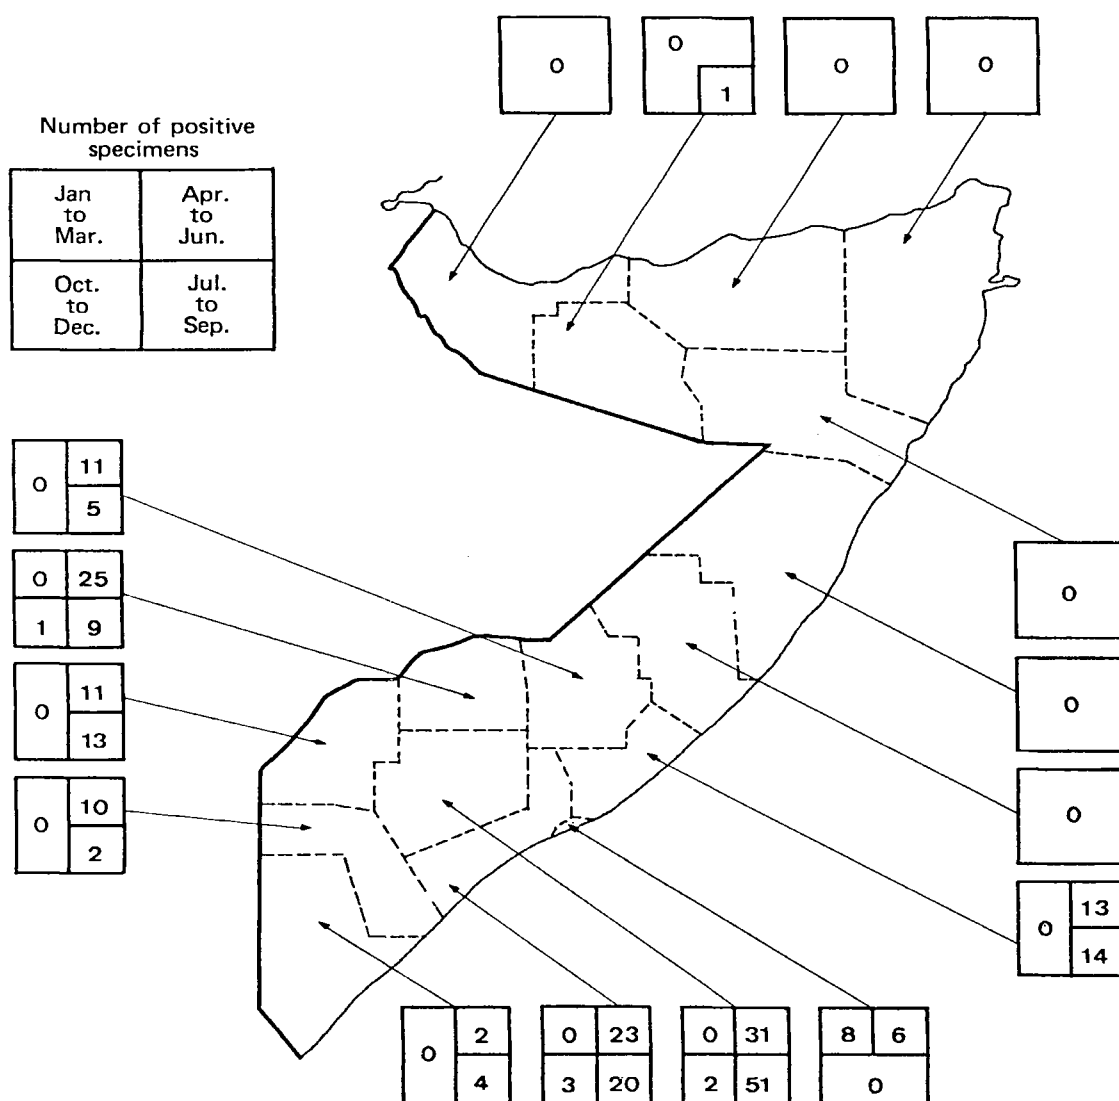 0
0
1
0
0
Number of positive
specimens
Jan
to
Mar.
Apr.
to
Jun.
Oct.
to
Dec.
Jul.
to
Sep.
0
11
5
0 25
1 9
0
11
13
0
10
2
0
0
0
0
13
14
0
2
4
0 23
3 20
0 31
2 51
8 6
0